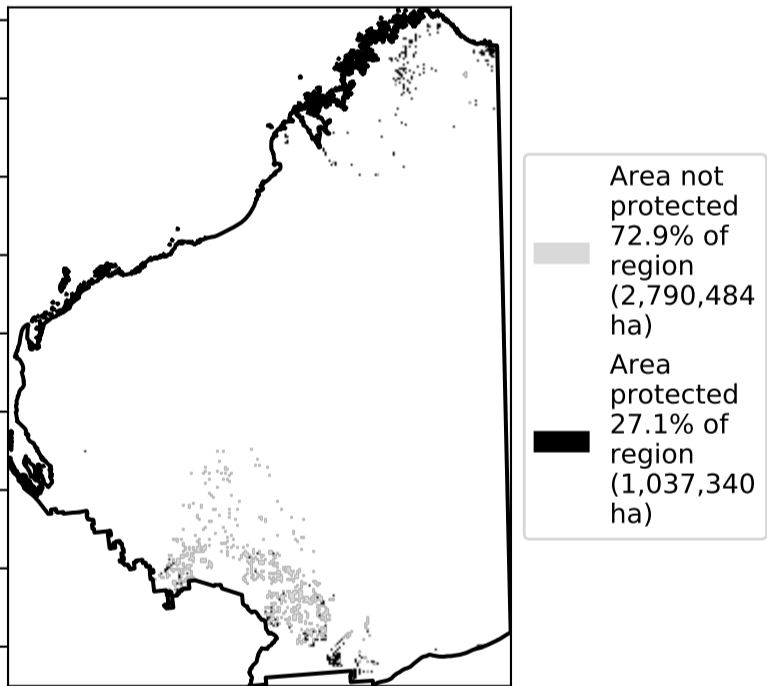 Area not
protected
72.9% of
region
(2,790,484
ha)
Area
protected
27.1% of
region
(1,037,340
ha)